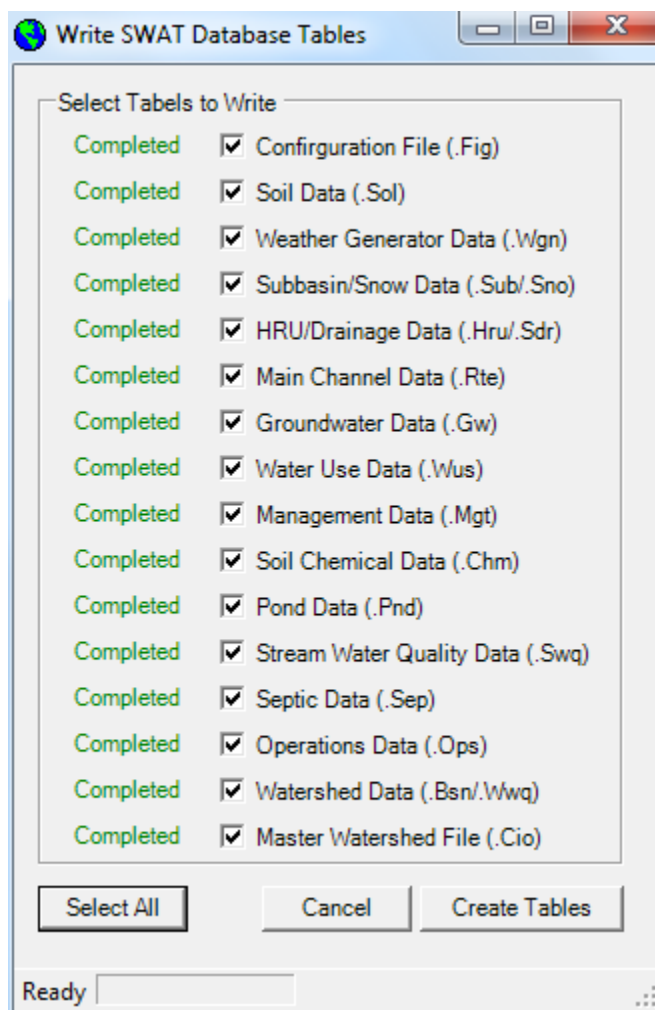 Write SWAT Database Tables
Select Tabels to Write
Completed Confirguration File (.Fig)
Completed Soil Data (.Sol)
Completed Weather Generator Data (.Wgn)
Completed Subbasin/Snow Data (.Sub/.Sno)
Completed HRU/Drainage Data (.Hru/.Sdr)
Completed Main Channel Data (.Rte)
Completed Groundwater Data (.Gw)
Completed Water Use Data (.Wus)
Completed Management Data (.Mgt)
Completed Soil Chemical Data (.Chm)
Completed Pond Data (.Pnd)
Completed Stream Water Quality Data (.Swq)
Completed Septic Data (.Sep)
Completed Operations Data (.Ops)
Completed Watershed Data (.Bsn/.Wwq)
Completed Master Watershed File (.Cio)
Select All Cancel Create Tables
Ready